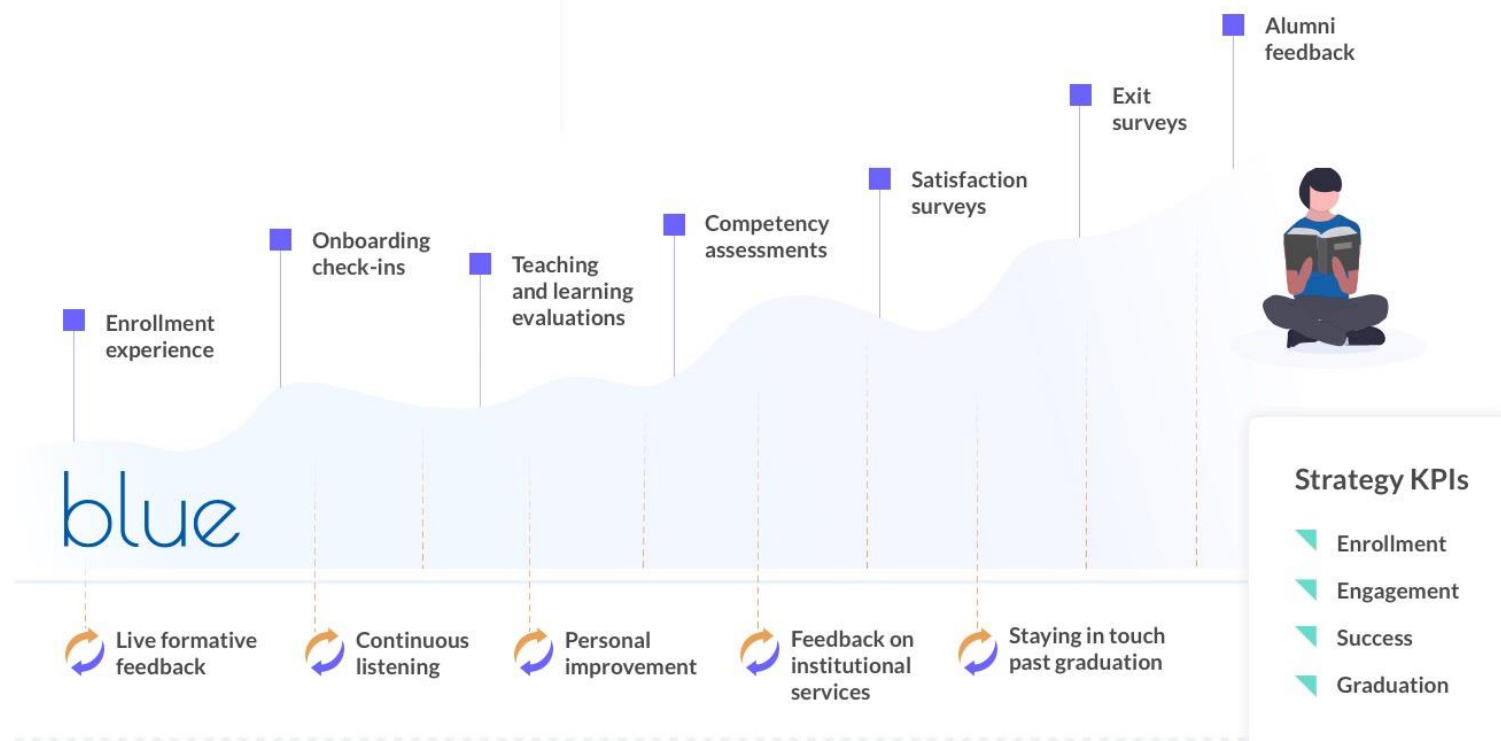 Alumni
feedback
Exit
surveys
Satisfaction
surveys
Competency
assessments
Onboarding
check-ins
Teaching
and learning
evaluations
Enrollment
experience
blue
Live formative
feedback
Continuous
listening
Personal
improvement
Feedback on
institutional
services
Staying in touch
past graduation
Strategy KPIs
Enrollment
Engagement
Success
Graduation